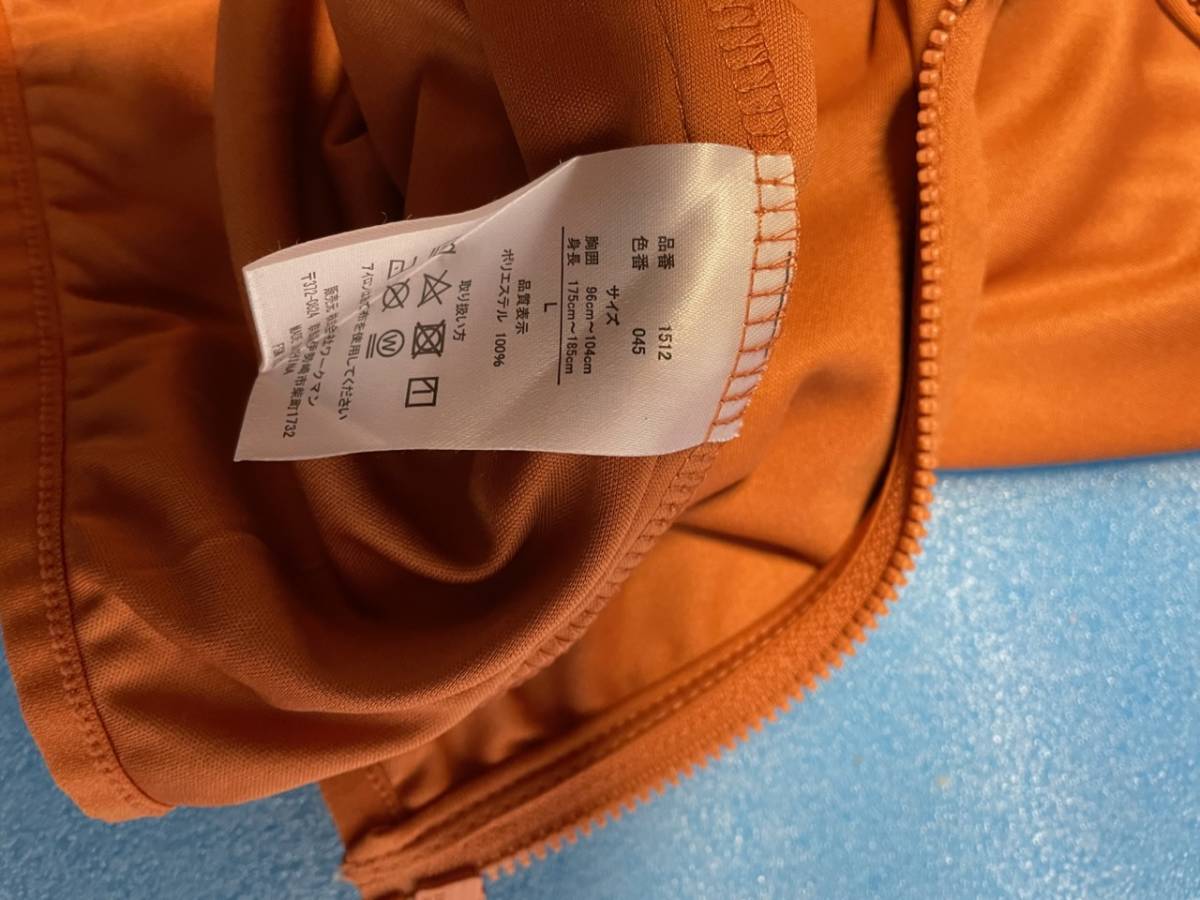 品番 1512
色番 045
サイズ
胸囲 96cm〜104cm
身長 175cm〜185cm
L
品質表示
ポリエステル 100%
取り扱い方
W
アイロンは布を使用してください
販売元 株式会社ワークマン
〒372-0824 群馬県伊勢崎市柴町1732
MADE IN